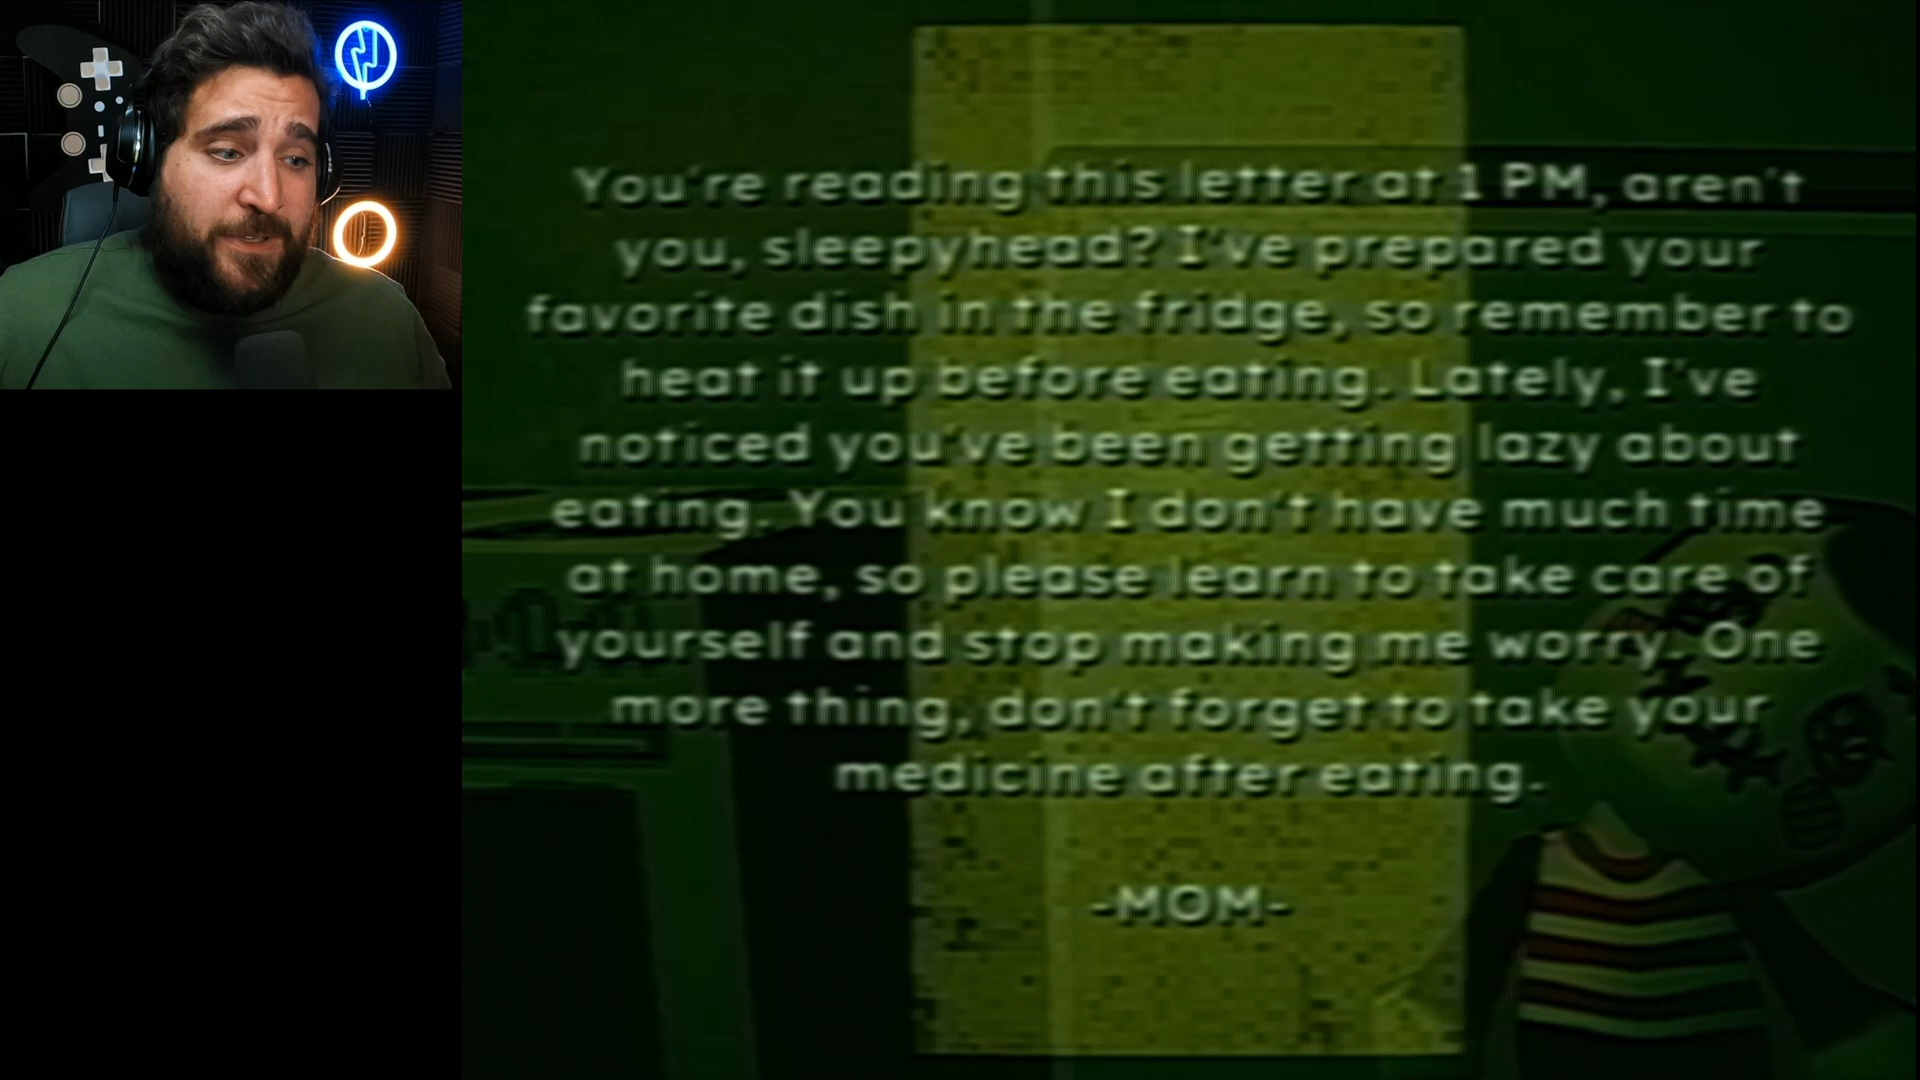 You're reading this letter at 1 PM, aren't
you, sleepyhead? I've prepared your
favorite dish in the fridge, so remember to
heat it up before eating. Lately, I've
noticed you've been getting lazy about
eating. You know I don't have much time
at home, so please learn to take care of
yourself and stop making me worry. One
more thing, don't forget to take your
medicine after eating.
-MOM-